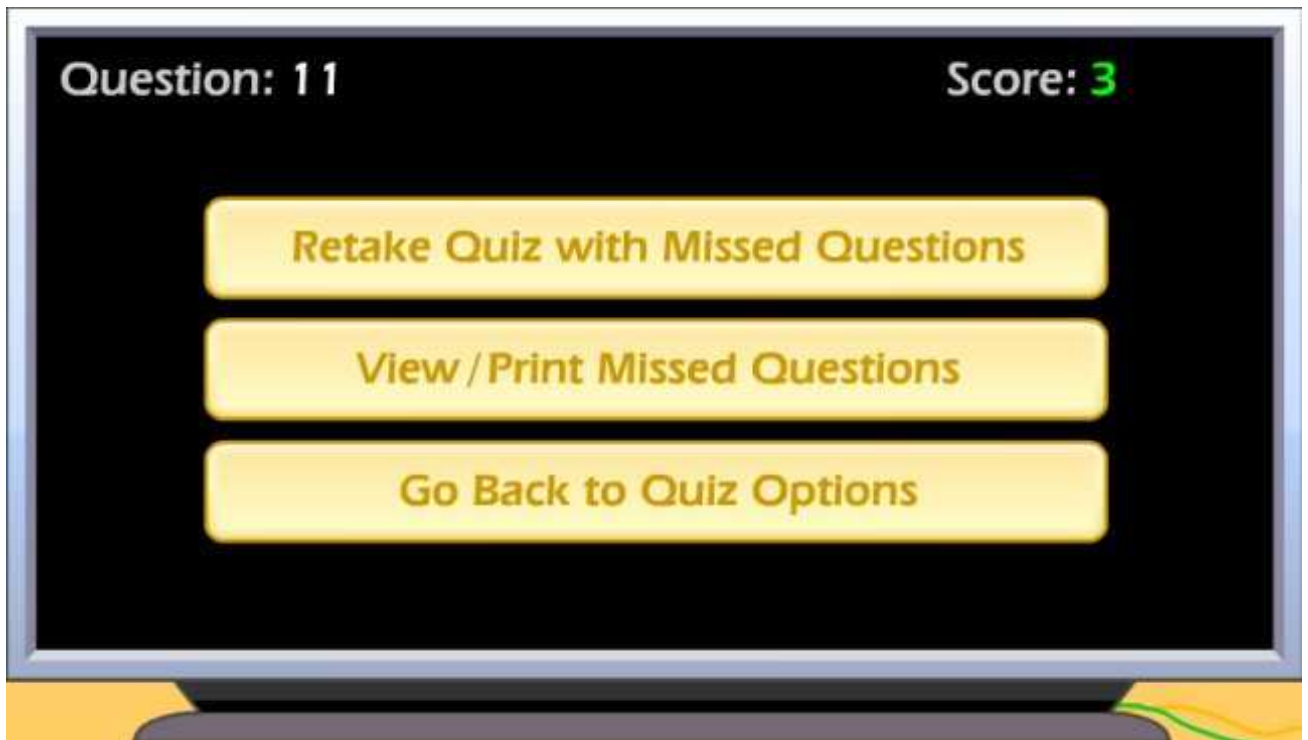 Question: 11 Score: 3
Retake Quiz with Missed Questions
View/Print Missed Questions
Go Back to Quiz Options